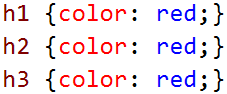 h1 {color: red;}
h2 {color: red;}
h3 {color: red;}